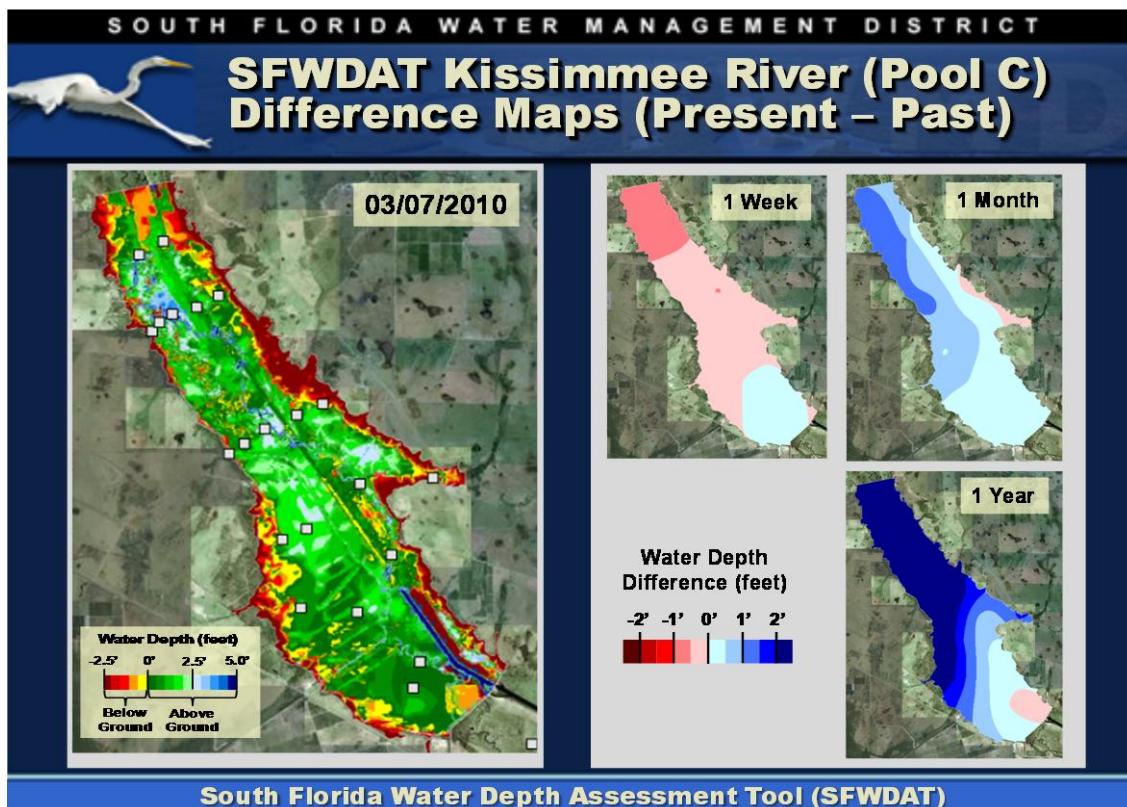 SOUTH FLORIDA WATER MANAGEMENT DISTRICT
SFWDAT Kissimmee River (Pool C)
Difference Maps (Present – Past)
03/07/2010
Water Depth (feet)
-2.5' 0' 2.5' 5.0'
Below Above
Ground Ground
1 Week
1 Month
1 Year
Water Depth
Difference (feet)
-2' -1' 0' 1' 2'
South Florida Water Depth Assessment Tool (SFWDAT)